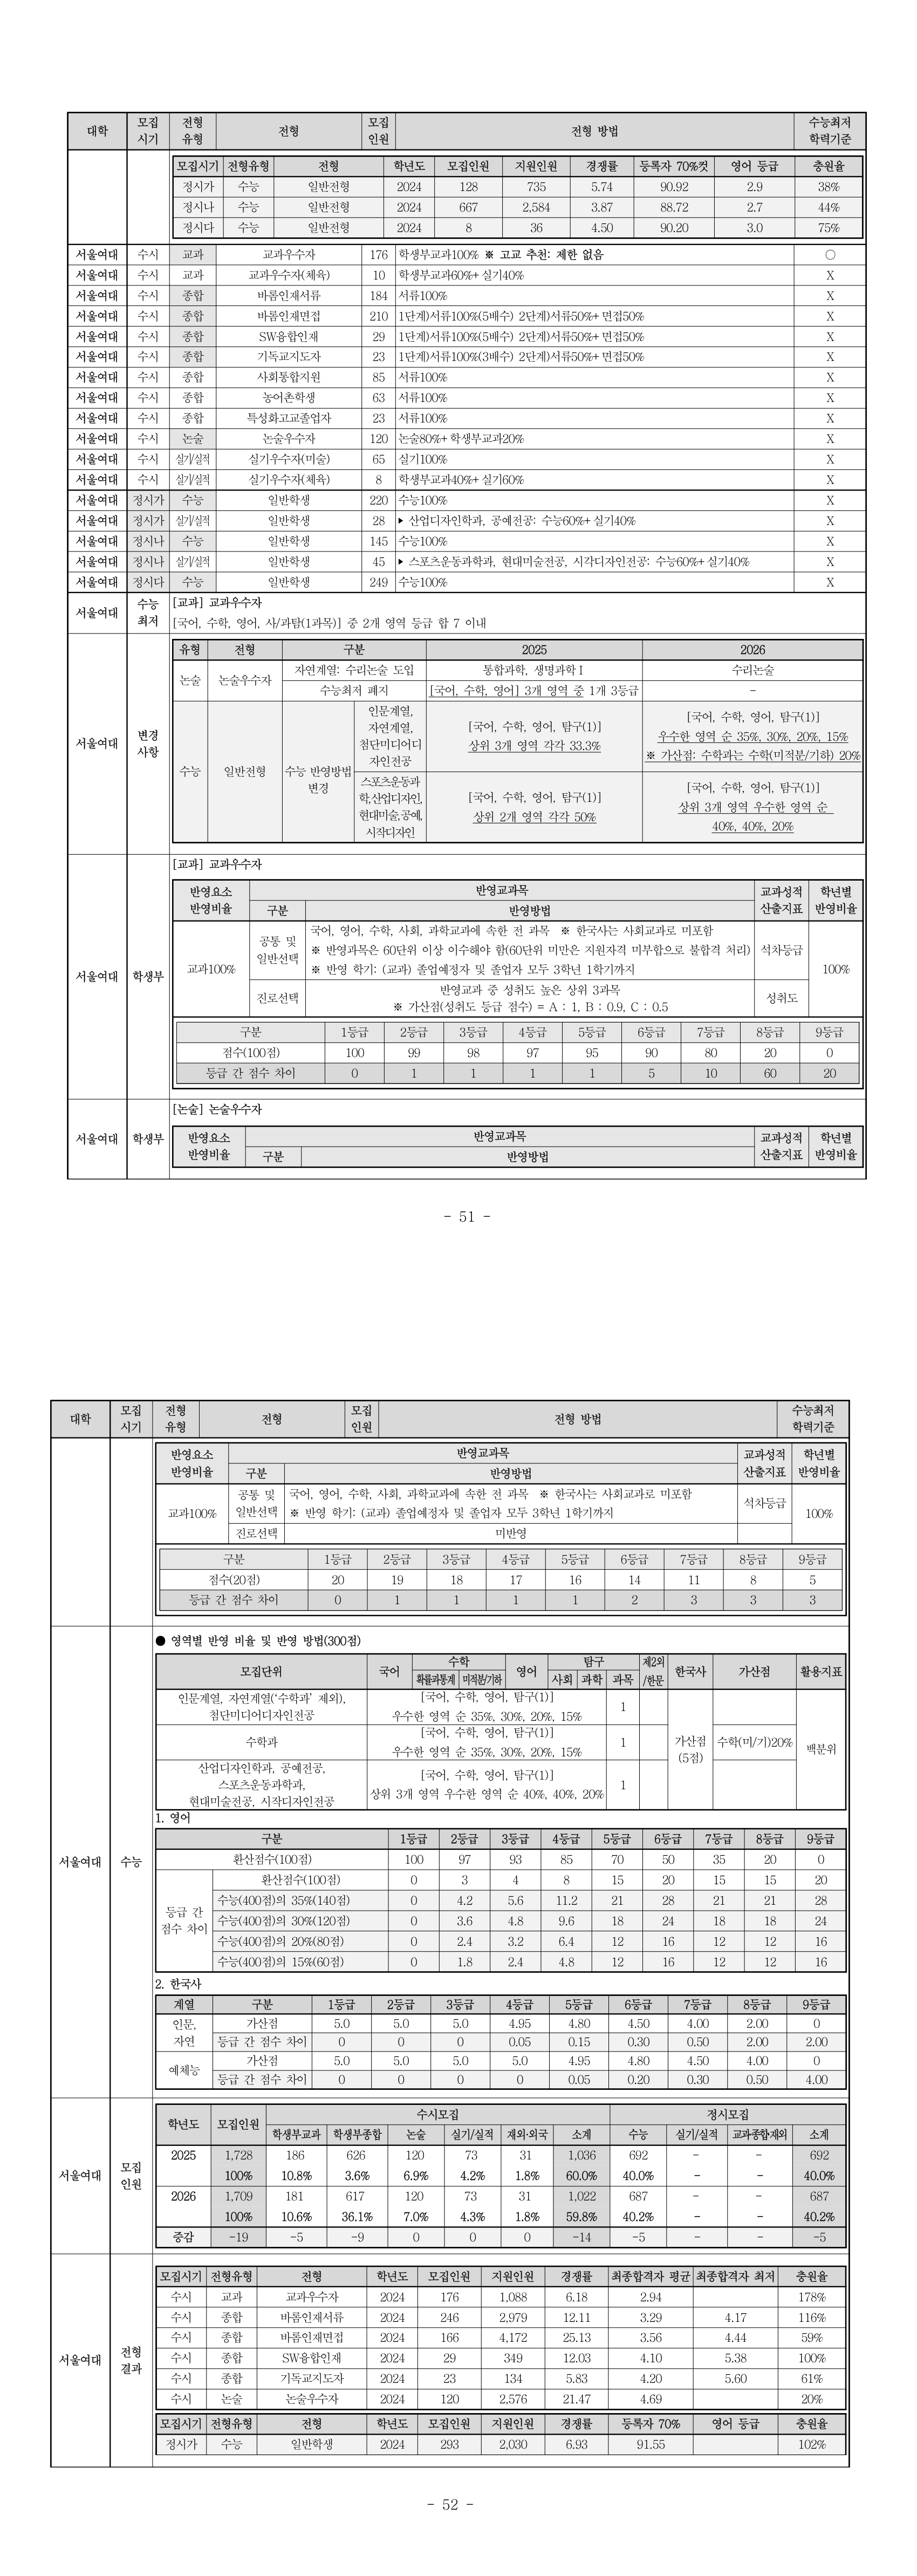 대학 모집시기 전형유형 전형 모집인원 전형 방법 수능최저학력기준
모집시기 전형유형 전형 학년도 모집인원 지원인원 경쟁률 등록자 70%컷 영어 등급 충원율
정시가 수능 일반전형 2024 128 735 5.74 90.92 2.9 38%
정시나 수능 일반전형 2024 667 2,584 3.87 88.72 2.7 44%
정시다 수능 일반전형 2024 8 36 4.50 90.20 3.0 75%
서울여대 수시 교과 교과우수자 176 학생부교과100% ※ 고교 추천: 제한 없음 ○
서울여대 수시 교과 교과우수자(체육) 10 학생부교과60%+실기40% X
서울여대 수시 종합 바롬인재서류 184 서류100% X
서울여대 수시 종합 바롬인재면접 210 1단계)서류100%(5배수) 2단계)서류50%+면접50% X
서울여대 수시 종합 SW융합인재 29 1단계)서류100%(5배수) 2단계)서류50%+면접50% X
서울여대 수시 종합 기독교지도자 23 1단계)서류100%(3배수) 2단계)서류50%+면접50% X
서울여대 수시 종합 사회통합지원 85 서류100% X
서울여대 수시 종합 농어촌학생 63 서류100% X
서울여대 수시 종합 특성화고교졸업자 23 서류100% X
서울여대 수시 논술 논술우수자 120 논술80%+학생부교과20% X
서울여대 수시 실기/실적 실기우수자(미술) 65 실기100% X
서울여대 수시 실기/실적 실기우수자(체육) 8 학생부교과40%+실기60% X
서울여대 정시가 수능 일반학생 220 수능100% X
서울여대 정시가 실기/실적 일반학생 28 ▶ 산업디자인학과, 공예전공: 수능60%+실기40% X
서울여대 정시나 수능 일반학생 145 수능100% X
서울여대 정시나 실기/실적 일반학생 45 ▶ 스포츠운동과학과, 현대미술전공, 시각디자인전공: 수능60%+실기40% X
서울여대 정시다 수능 일반학생 249 수능100% X
서울여대 수능최저 [교과] 교과우수자
[국어, 수학, 영어, 사/과탐(1과목)] 중 2개 영역 등급 합 7 이내
서울여대 변경사항
유형 전형 구분 2025 2026
논술 논술우수자 자연계열: 수리논술 도입 통합과학, 생명과학Ⅰ 수리논술
수능최저 폐지 [국어, 수학, 영어] 3개 영역 중 1개 3등급 -
수능 일반전형 수능 반영방법 변경
인문계열,
자연계열,
첨단미디어디
자인전공
[국어, 수학, 영어, 탐구(1)]
상위 3개 영역 각각 33.3%
[국어, 수학, 영어, 탐구(1)]
우수한 영역 순 35%, 30%, 20%, 15%
※ 가산점: 수학과는 수학(미적분/기하) 20%
스포츠운동과
학,산업디자인,
현대미술,공예,
시작디자인
[국어, 수학, 영어, 탐구(1)]
상위 2개 영역 각각 50%
[국어, 수학, 영어, 탐구(1)]
상위 3개 영역 우수한 영역 순
40%, 40%, 20%
서울여대 학생부
[교과] 교과우수자
반영요소 반영비율 반영교과목 교과성적 산출지표 학년별 반영비율
구분 반영방법
교과100% 공통 및 일반선택
국어, 영어, 수학, 사회, 과학교과에 속한 전 과목 ※ 한국사는 사회교과로 미포함
※ 반영과목은 60단위 이상 이수해야 함(60단위 미만은 지원자격 미부합으로 불합격 처리) 석차등급
※ 반영 학기: (교과) 졸업예정자 및 졸업자 모두 3학년 1학기까지
100%
진로선택 반영교과 중 성취도 높은 상위 3과목 성취도
※ 가산점(성취도 등급 점수) = A : 1, B : 0.9, C : 0.5
구분 1등급 2등급 3등급 4등급 5등급 6등급 7등급 8등급 9등급
점수(100점) 100 99 98 97 95 90 80 20 0
등급 간 점수 차이 0 1 1 1 1 5 10 60 20
서울여대 학생부
[논술] 논술우수자
반영요소 반영비율 반영교과목 교과성적 산출지표 학년별 반영비율
구분 반영방법
- 51 -
대학 모집시기 전형유형 전형 모집인원 전형 방법 수능최저학력기준
반영요소 반영비율 반영교과목 교과성적 산출지표 학년별 반영비율
구분 반영방법
교과100% 공통 및 일반선택
국어, 영어, 수학, 사회, 과학교과에 속한 전 과목 ※ 한국사는 사회교과로 미포함
※ 반영 학기: (교과) 졸업예정자 및 졸업자 모두 3학년 1학기까지
석차등급 100%
진로선택 미반영
구분 1등급 2등급 3등급 4등급 5등급 6등급 7등급 8등급 9등급
점수(20점) 20 19 18 17 16 14 11 8 5
등급 간 점수 차이 0 1 1 1 1 2 3 3 3
서울여대 수능
● 영역별 반영 비율 및 반영 방법(300점)
모집단위 국어 수학 영어 탐구 제2외/한문 한국사 가산점 활용지표
확률과통계 미적분/기하 사회 과학 과목
인문계열, 자연계열('수학과' 제외),
첨단미디어디자인전공
[국어, 수학, 영어, 탐구(1)]
우수한 영역 순 35%, 30%, 20%, 15%
1
수학과
[국어, 수학, 영어, 탐구(1)]
우수한 영역 순 35%, 30%, 20%, 15%
1 가산점(5점) 수학(미/기)20% 백분위
산업디자인학과, 공예전공,
스포츠운동과학과,
현대미술전공, 시작디자인전공
[국어, 수학, 영어, 탐구(1)]
상위 3개 영역 우수한 영역 순 40%, 40%, 20%
1
1. 영어
구분 1등급 2등급 3등급 4등급 5등급 6등급 7등급 8등급 9등급
환산점수(100점) 100 97 93 85 70 50 35 20 0
등급 간 점수 차이
환산점수(100점) 0 3 4 8 15 20 15 15 20
수능(400점)의 35%(140점) 0 4.2 5.6 11.2 21 28 21 21 28
수능(400점)의 30%(120점) 0 3.6 4.8 9.6 18 24 18 18 24
수능(400점)의 20%(80점) 0 2.4 3.2 6.4 12 16 12 12 16
수능(400점)의 15%(60점) 0 1.8 2.4 4.8 12 16 12 12 16
2. 한국사
계열 구분 1등급 2등급 3등급 4등급 5등급 6등급 7등급 8등급 9등급
인문, 자연 가산점 5.0 5.0 5.0 4.95 4.80 4.50 4.00 2.00 0
등급 간 점수 차이 0 0 0 0.05 0.15 0.30 0.50 2.00 2.00
예체능 가산점 5.0 5.0 5.0 5.0 4.95 4.80 4.50 4.00 0
등급 간 점수 차이 0 0 0 0 0.05 0.20 0.30 0.50 4.00
서울여대 모집인원
학년도 모집인원 수시모집 정시모집
학생부교과 학생부종합 논술 실기/실적 재외·외국 소계 수능 실기/실적 교과종합재외 소계
2025 1,728 186 626 120 73 31 1,036 692 - - 692
100% 10.8% 3.6% 6.9% 4.2% 1.8% 60.0% 40.0% - - 40.0%
2026 1,709 181 617 120 73 31 1,022 687 - - 687
100% 10.6% 36.1% 7.0% 4.3% 1.8% 59.8% 40.2% - - 40.2%
증감 -19 -5 -9 0 0 0 -14 -5 - - -5
서울여대 전형결과
모집시기 전형유형 전형 학년도 모집인원 지원인원 경쟁률 최종합격자 평균 최종합격자 최저 충원율
수시 교과 교과우수자 2024 176 1,088 6.18 2.94 178%
수시 종합 바롬인재서류 2024 246 2,979 12.11 3.29 4.17 116%
수시 종합 바롬인재면접 2024 166 4,172 25.13 3.56 4.44 59%
수시 종합 SW융합인재 2024 29 349 12.03 4.10 5.38 100%
수시 종합 기독교지도자 2024 23 134 5.83 4.20 5.60 61%
수시 논술 논술우수자 2024 120 2,576 21.47 4.69 20%
모집시기 전형유형 전형 학년도 모집인원 지원인원 경쟁률 등록자 70% 영어 등급 충원율
정시가 수능 일반학생 2024 293 2,030 6.93 91.55 102%
- 52 -